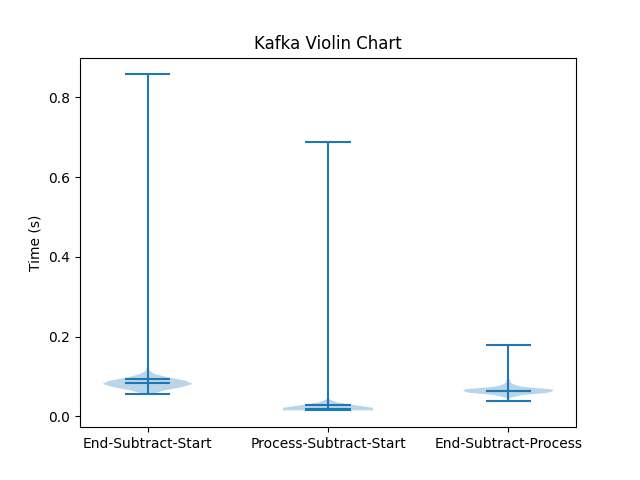 Kafka Violin Chart
Time (s)
0.8
0.6
0.4
0.2
0.0
End-Subtract-Start
Process-Subtract-Start
End-Subtract-Process